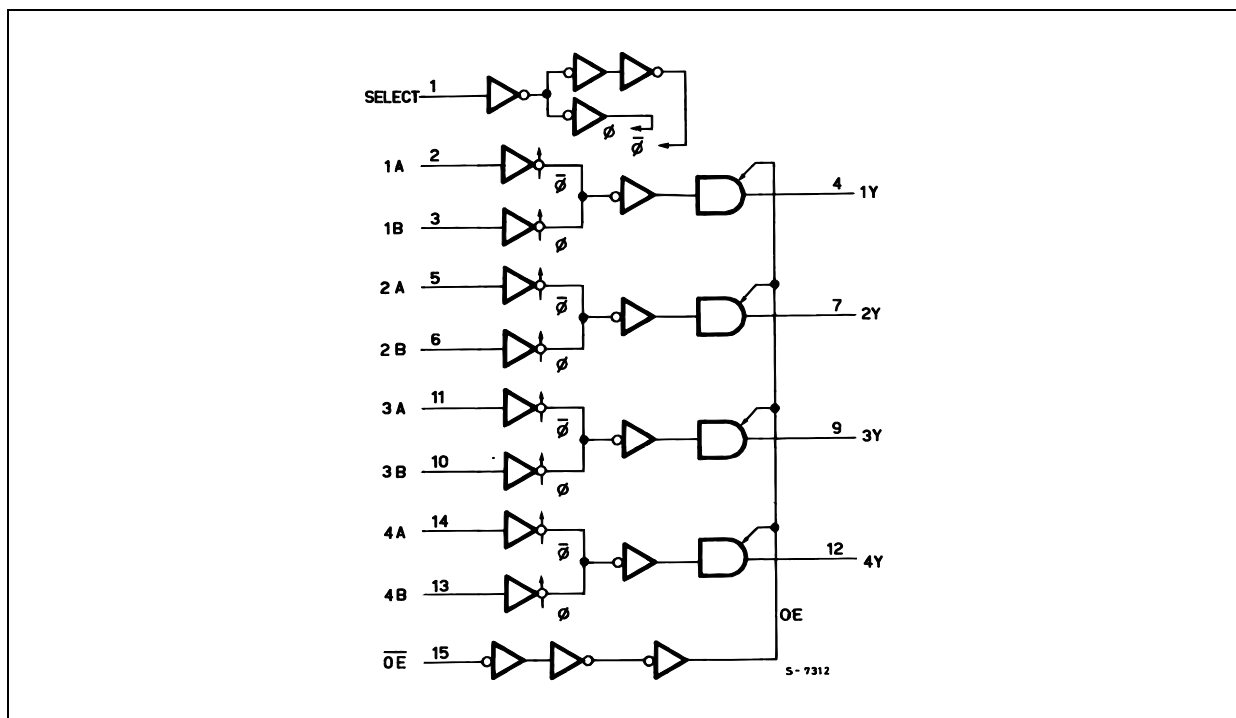 SELECT 1
ø
ø̅
1A 2
ø̅
4 1Y
1B 3
ø
2A 5
ø̅
7 2Y
2B 6
ø
3A 11
ø̅
9 3Y
3B 10
ø
4A 14
ø̅
12 4Y
4B 13
ø
OE
O̅E̅ 15
S-7312